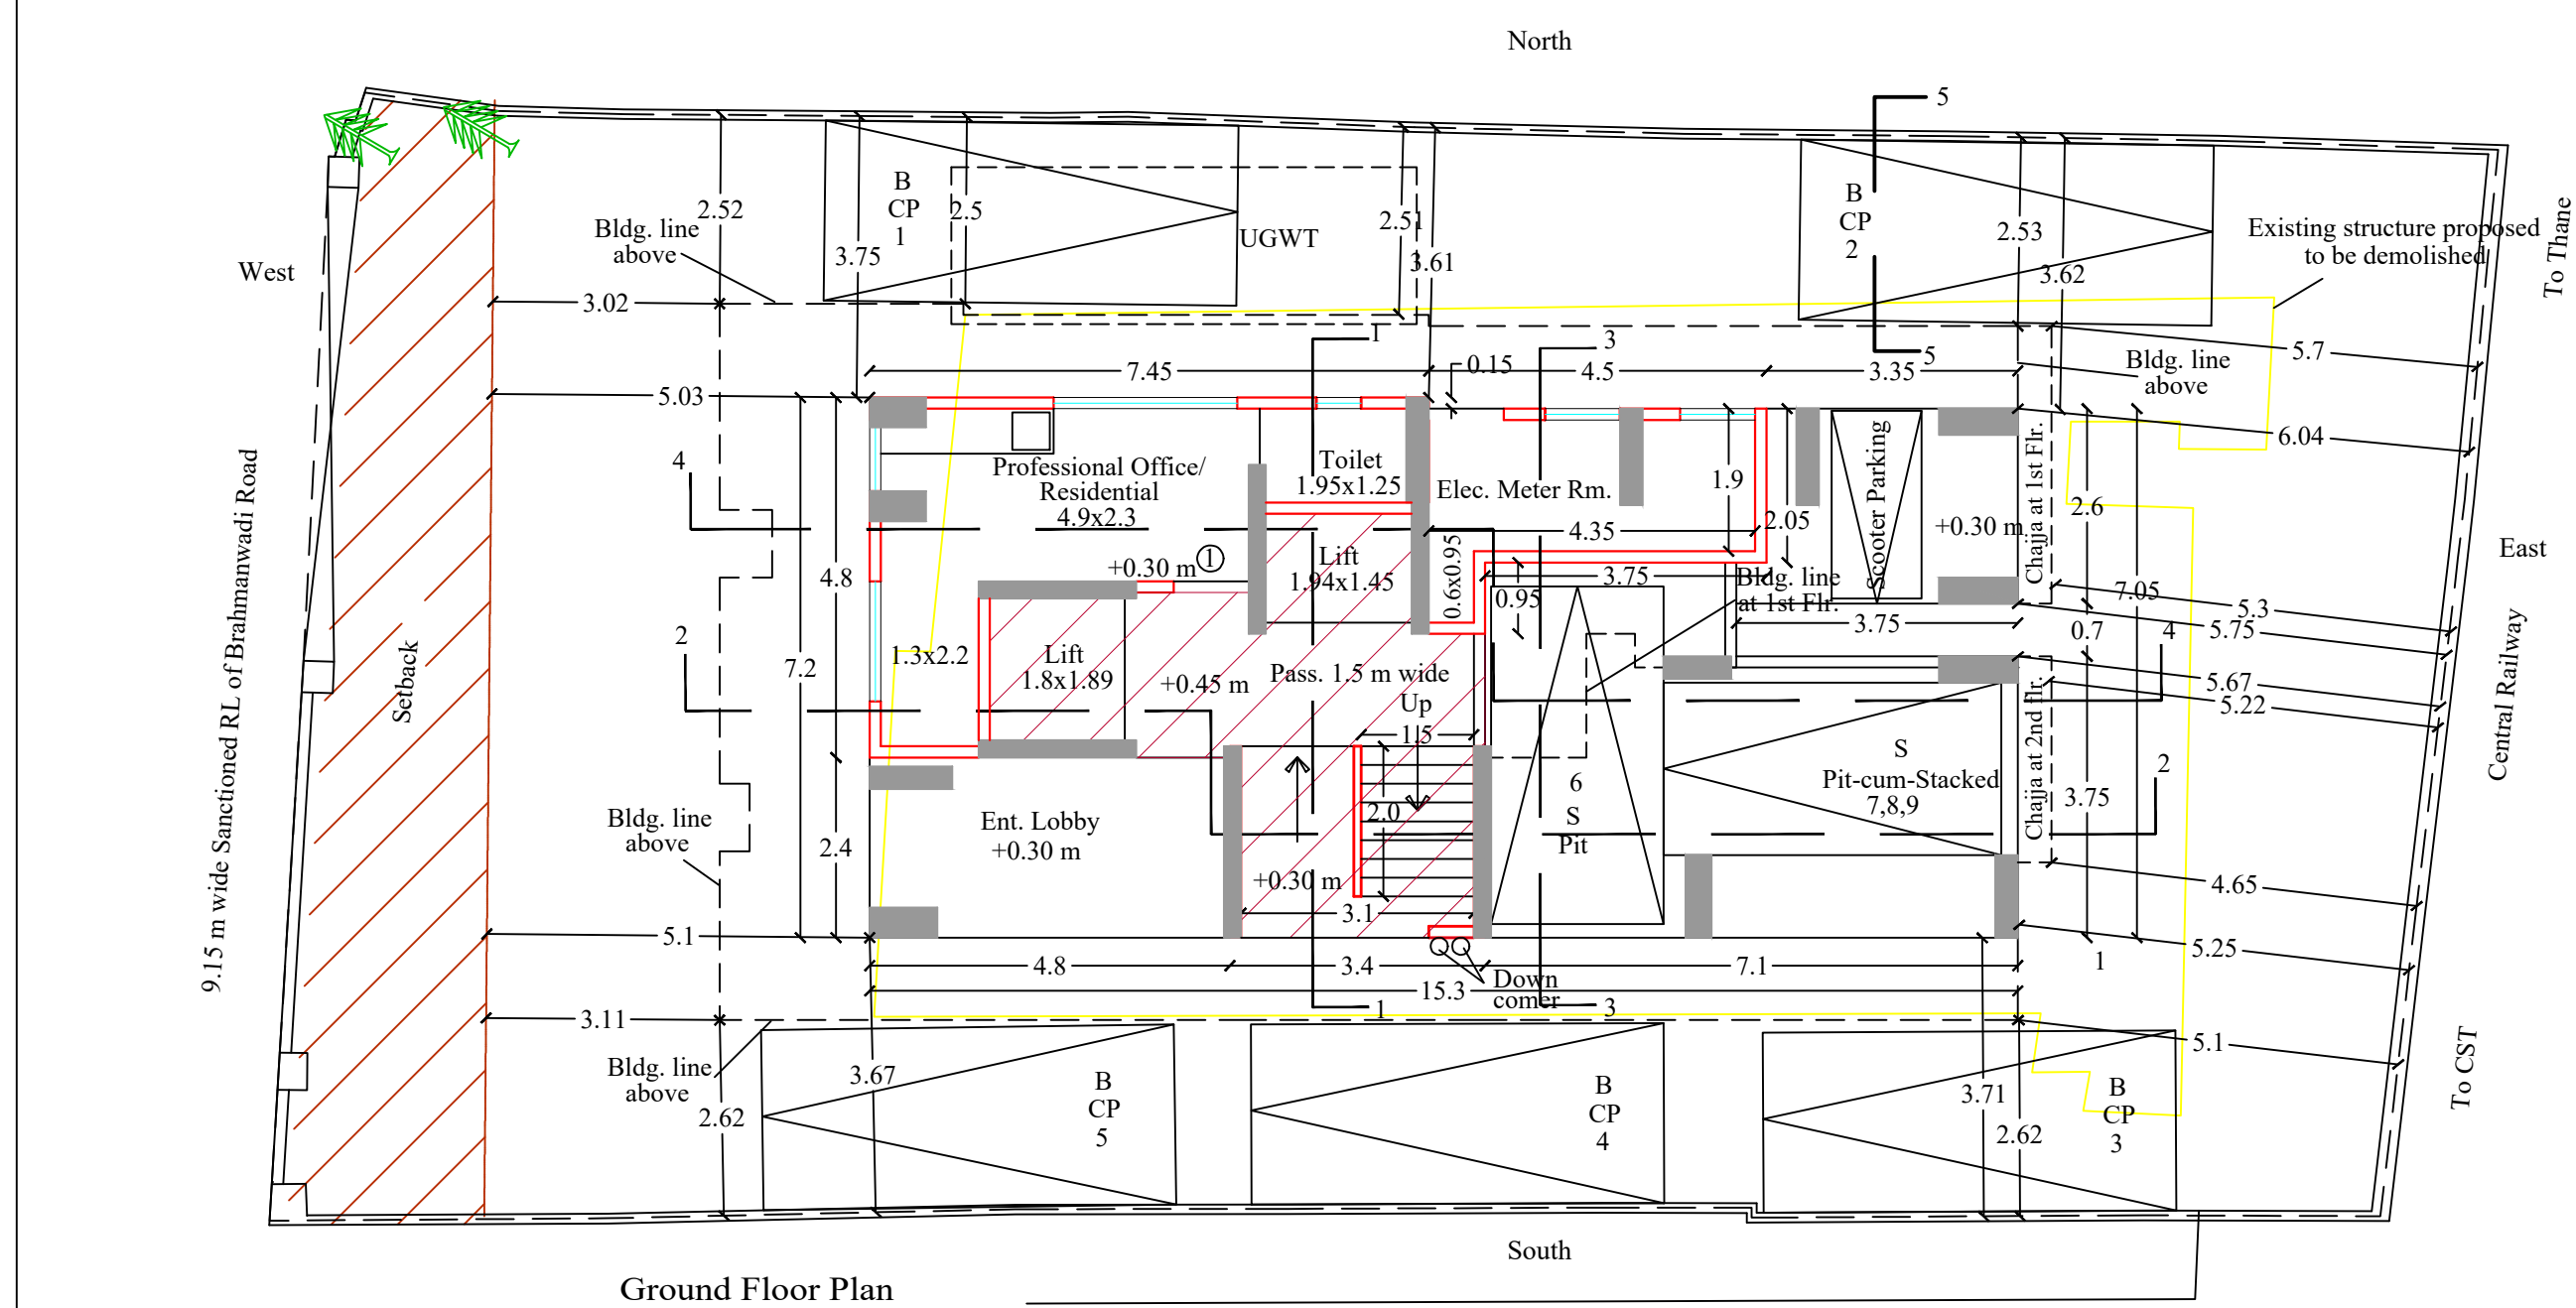 North
5
B
CP
1
2.52
2.5
3.75
Bldg. line
above
UGWT
2.51
3.61
B
CP
2
2.53
3.62
Existing structure proposed
to be demolished
To Thane
West
3.02
1
3
5
5.7
Bldg. line
above
7.45
0.15
4.5
3.35
5.03
6.04
4
Professional Office/
Residential
4.9x2.3
Toilet
1.95x1.25
Elec. Meter Rm.
1.9
2.05
Scooter Parking
+0.30 m
Chajja at 1st Flr.
2.6
East
4.35
4.8
+0.30 m
1
Lift
1.94x1.45
0.6x0.95
0.95
3.75
Bldg. line
at 1st Flr.
7.05
5.3
5.75
3.75
0.7
4
9.15 m wide Sanctioned RL of Brahmanwadi Road
Setback
2
7.2
1.3x2.2
Lift
1.8x1.89
+0.45 m
Pass. 1.5 m wide
Up
1.5
5.67
5.22
Central Railway
S
Pit-cum-Stacked
7,8,9
Chajja at 2nd flr.
3.75
2
6
S
Pit
2.0
Bldg. line
above
2.4
Ent. Lobby
+0.30 m
+0.30 m
3.1
4.65
5.1
5.25
1
4.8
3.4
7.1
Down
comer
15.3
1
3
3.11
5.1
To CST
Bldg. line
above
2.62
3.67
B
CP
5
B
CP
4
3.71
2.62
B
CP
3
South
Ground Floor Plan